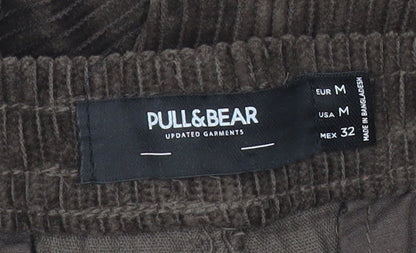 PULL&BEAR
UPDATED GARMENTS
EUR M
USA M
MEX 32
MADE IN BANGLADESH